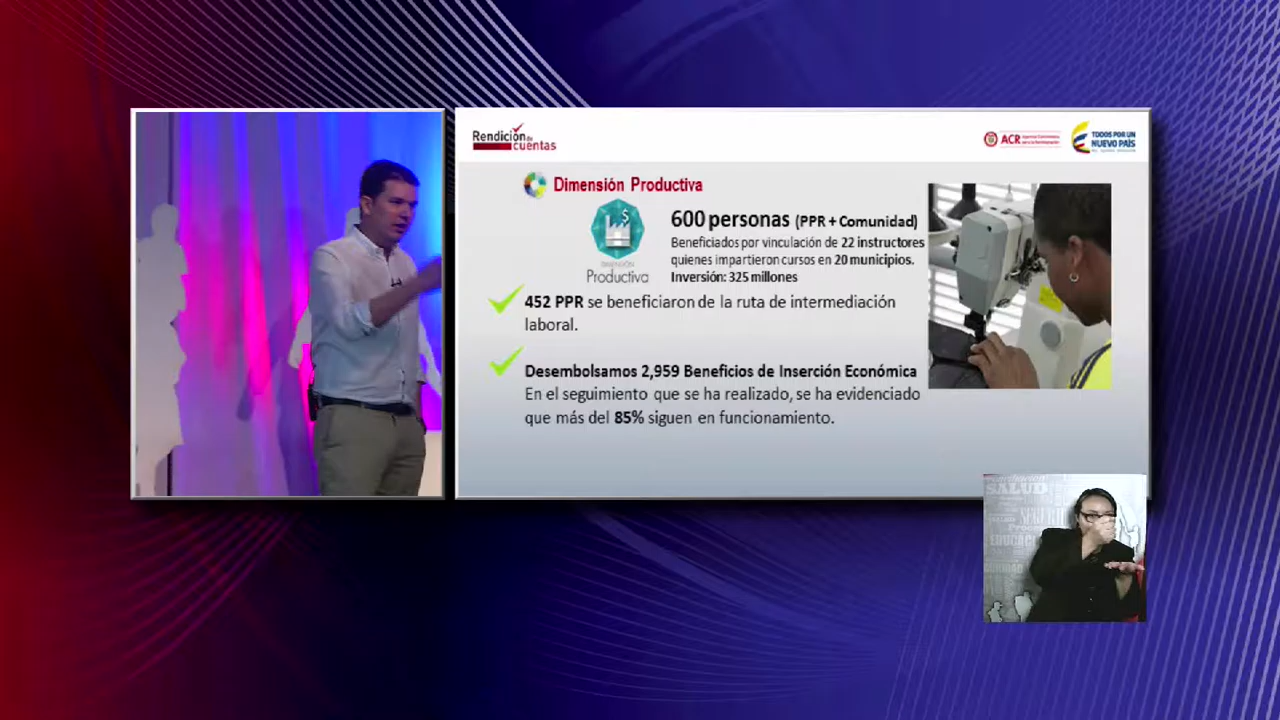 Rendición de
cuentas
ACR
TODOS POR UN
NUEVO PAÍS
Dimensión Productiva
600 personas (PPR + Comunidad)
Beneficiados por vinculación de 22 instructores
quienes impartieron cursos en 20 municipios.
Inversión: 325 millones
DIMENSIÓN
Productiva
452 PPR se beneficiaron de la ruta de intermediación
laboral.
Desembolsamos 2,959 Beneficios de Inserción Económica
En el seguimiento que se ha realizado, se ha evidenciado
que más del 85% siguen en funcionamiento.
SALUD